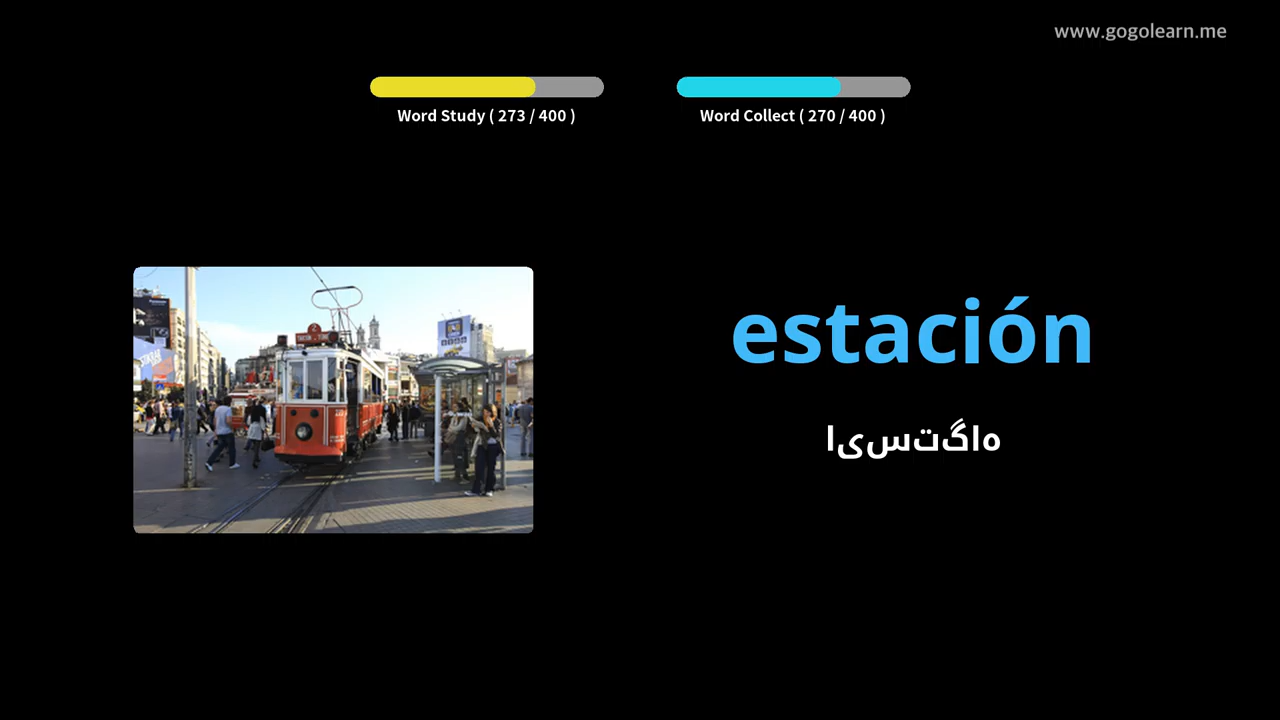 www.gogolearn.me
Word Study ( 273 / 400 )
Word Collect ( 270 / 400 )
estación
ایستگاه